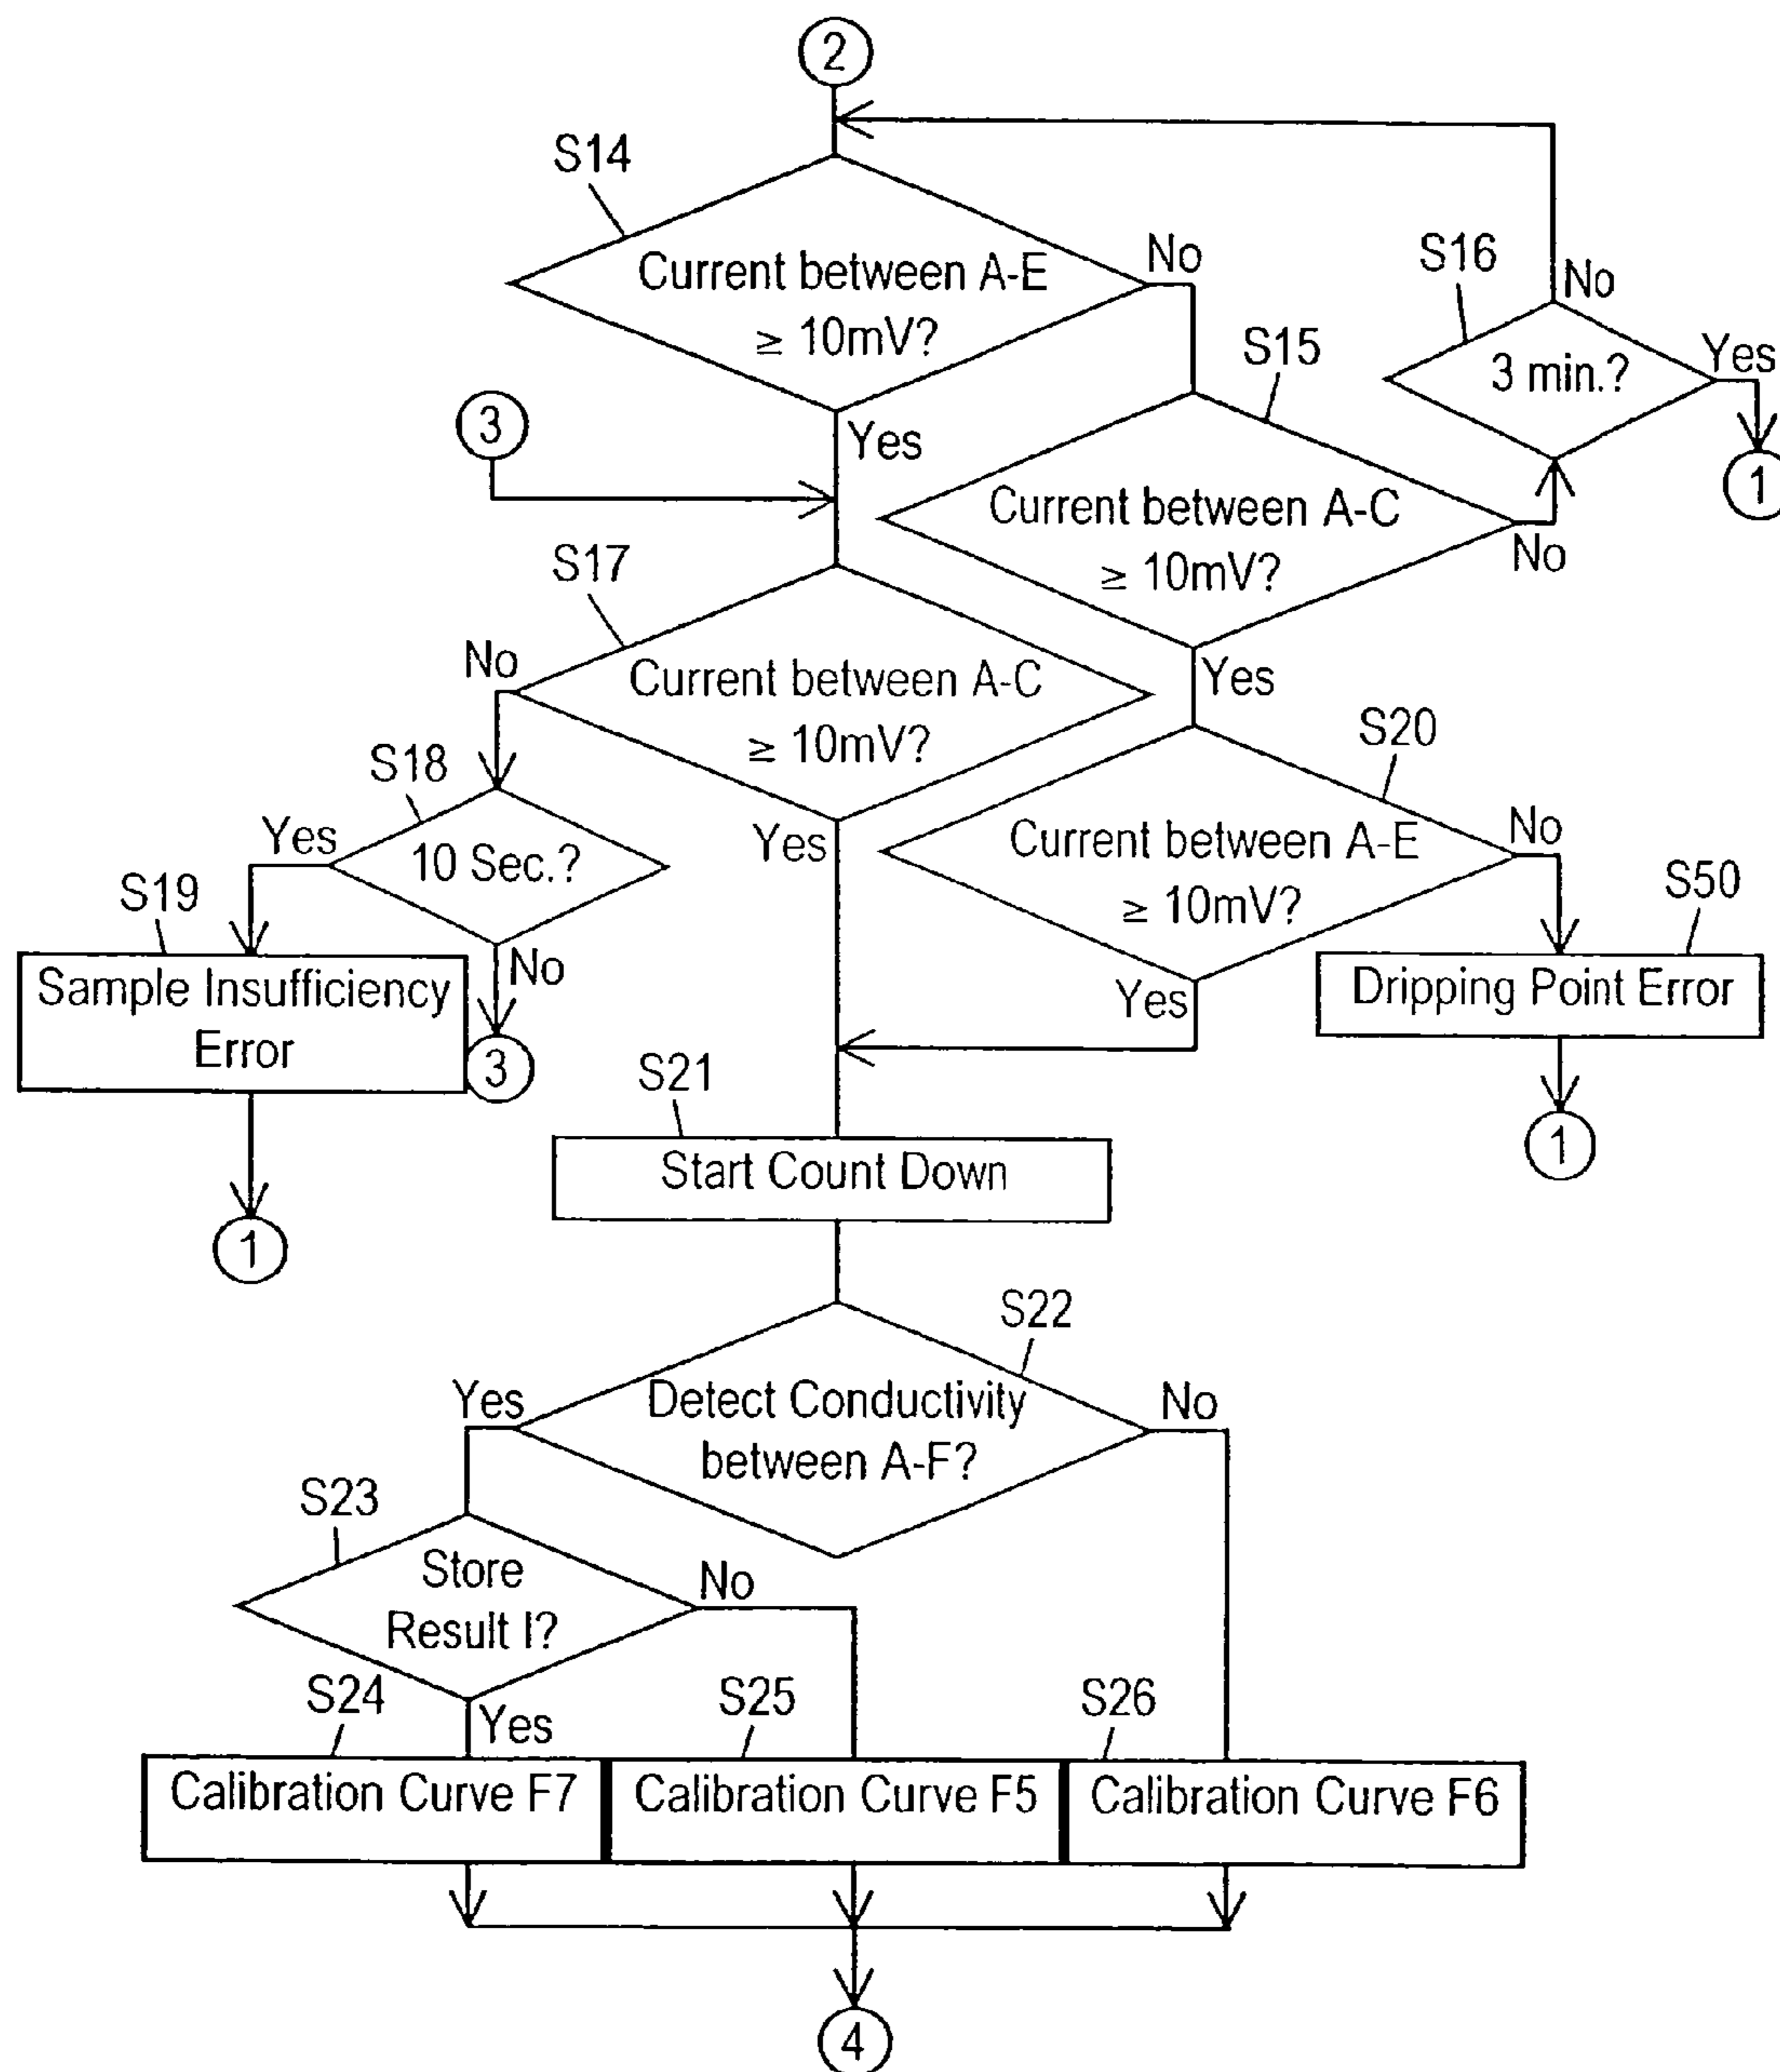 2
S14
Current between A-E
≧ 10mV?
No
S16
No
3 min.?
Yes
1
S15
3
Yes
Current between A-C
≧ 10mV?
No
S17
No
Current between A-C
≧ 10mV?
Yes
S20
S18
Yes
10 Sec.?
Yes
Current between A-E
≧ 10mV?
No
S50
S19
Sample Insufficiency
Error
No
3
Yes
Dripping Point Error
1
S21
Start Count Down
1
S22
Yes
Detect Conductivity
between A-F?
No
S23
Store
Result I?
No
S24
Yes
S25
S26
Calibration Curve F7
Calibration Curve F5
Calibration Curve F6
4